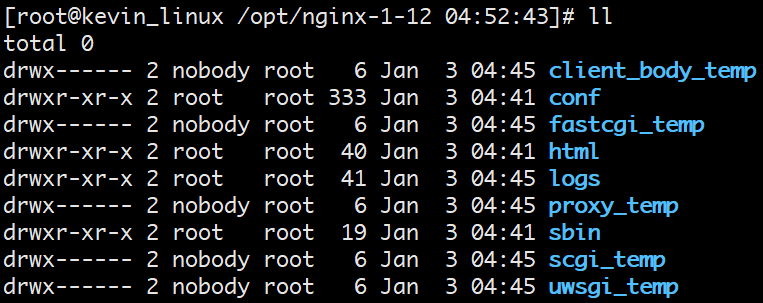 [root@kevin_linux /opt/nginx-1-12 04:52:43]# ll
total 0
drwx------ 2 nobody root   6 Jan  3 04:45 client_body_temp
drwxr-xr-x 2 root   root 333 Jan  3 04:41 conf
drwx------ 2 nobody root   6 Jan  3 04:45 fastcgi_temp
drwxr-xr-x 2 root   root  40 Jan  3 04:41 html
drwxr-xr-x 2 root   root  41 Jan  3 04:45 logs
drwx------ 2 nobody root   6 Jan  3 04:45 proxy_temp
drwxr-xr-x 2 root   root  19 Jan  3 04:41 sbin
drwx------ 2 nobody root   6 Jan  3 04:45 scgi_temp
drwx------ 2 nobody root   6 Jan  3 04:45 uwsgi_temp